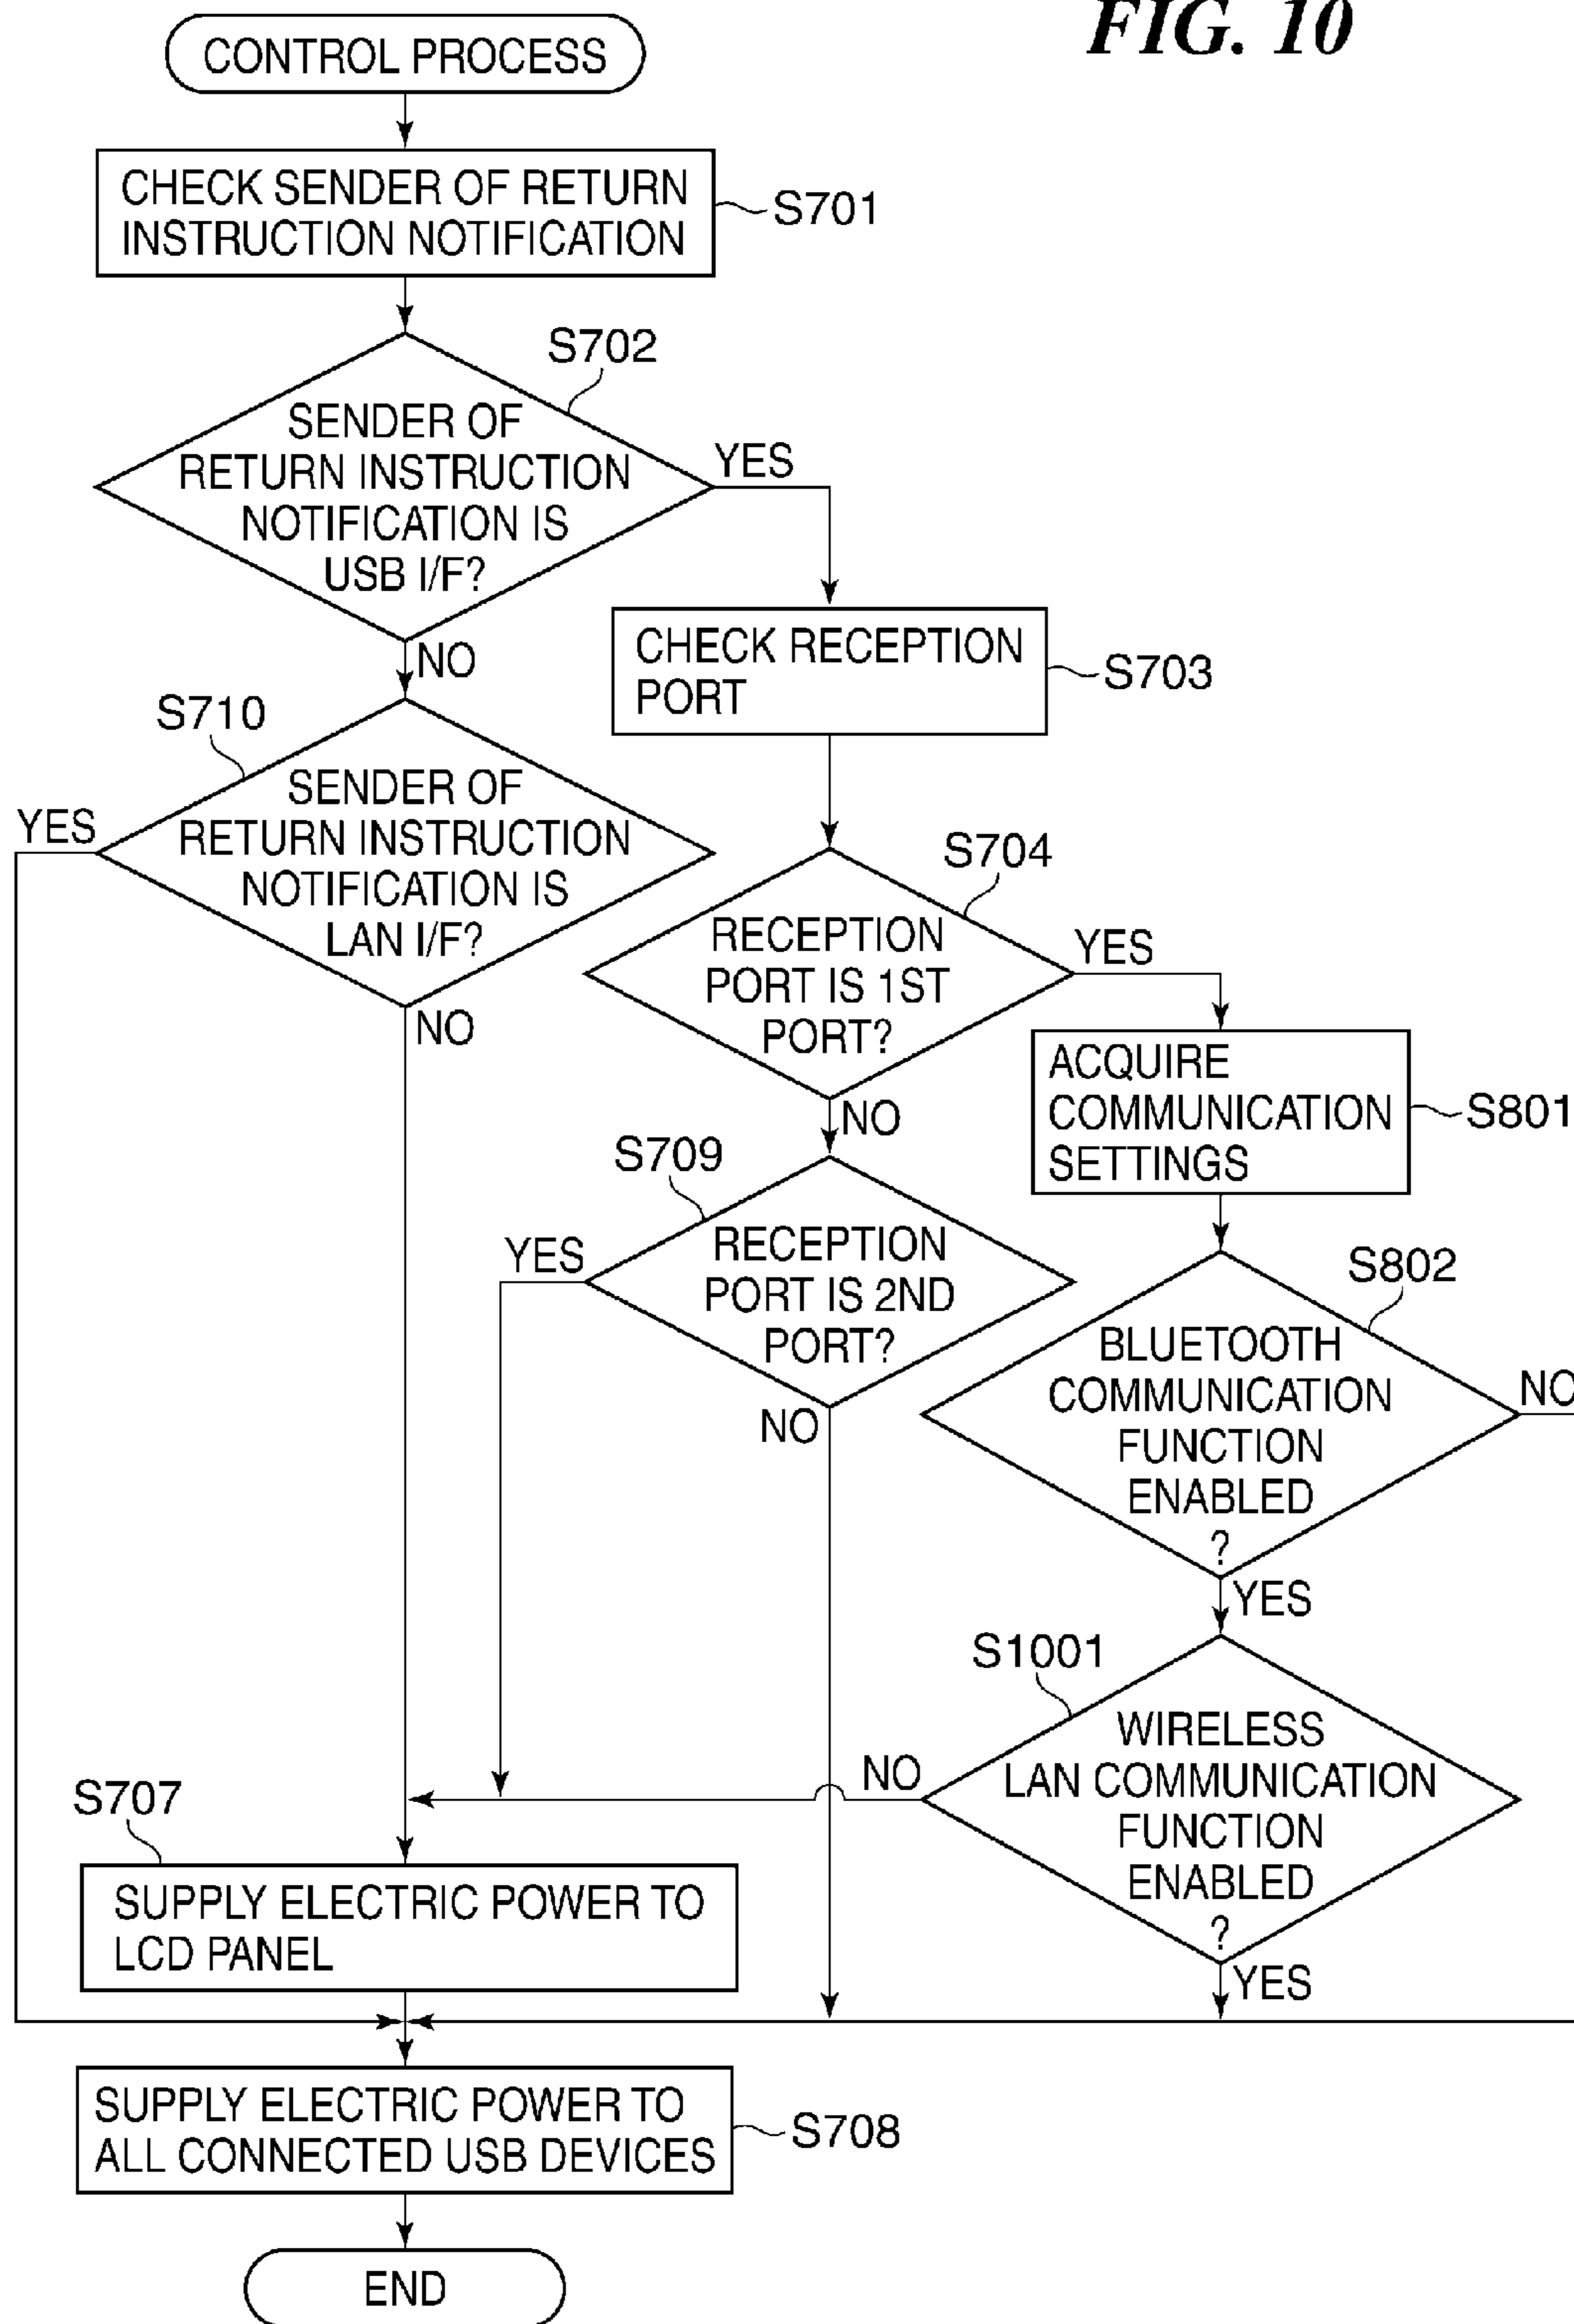 FIG. 10
CONTROL PROCESS
CHECK SENDER OF RETURN
INSTRUCTION NOTIFICATION
S701
S702
SENDER OF
RETURN INSTRUCTION
NOTIFICATION IS
USB I/F?
YES
NO
CHECK RECEPTION
PORT
S703
S710
SENDER OF
RETURN INSTRUCTION
NOTIFICATION IS
LAN I/F?
YES
NO
S704
RECEPTION
PORT IS 1ST
PORT?
YES
NO
ACQUIRE
COMMUNICATION
SETTINGS
S801
S709
RECEPTION
PORT IS 2ND
PORT?
YES
NO
S802
BLUETOOTH
COMMUNICATION
FUNCTION
ENABLED
?
NO
YES
S1001
WIRELESS
LAN COMMUNICATION
FUNCTION
ENABLED
?
NO
YES
S707
SUPPLY ELECTRIC POWER TO
LCD PANEL
SUPPLY ELECTRIC POWER TO
ALL CONNECTED USB DEVICES
S708
END